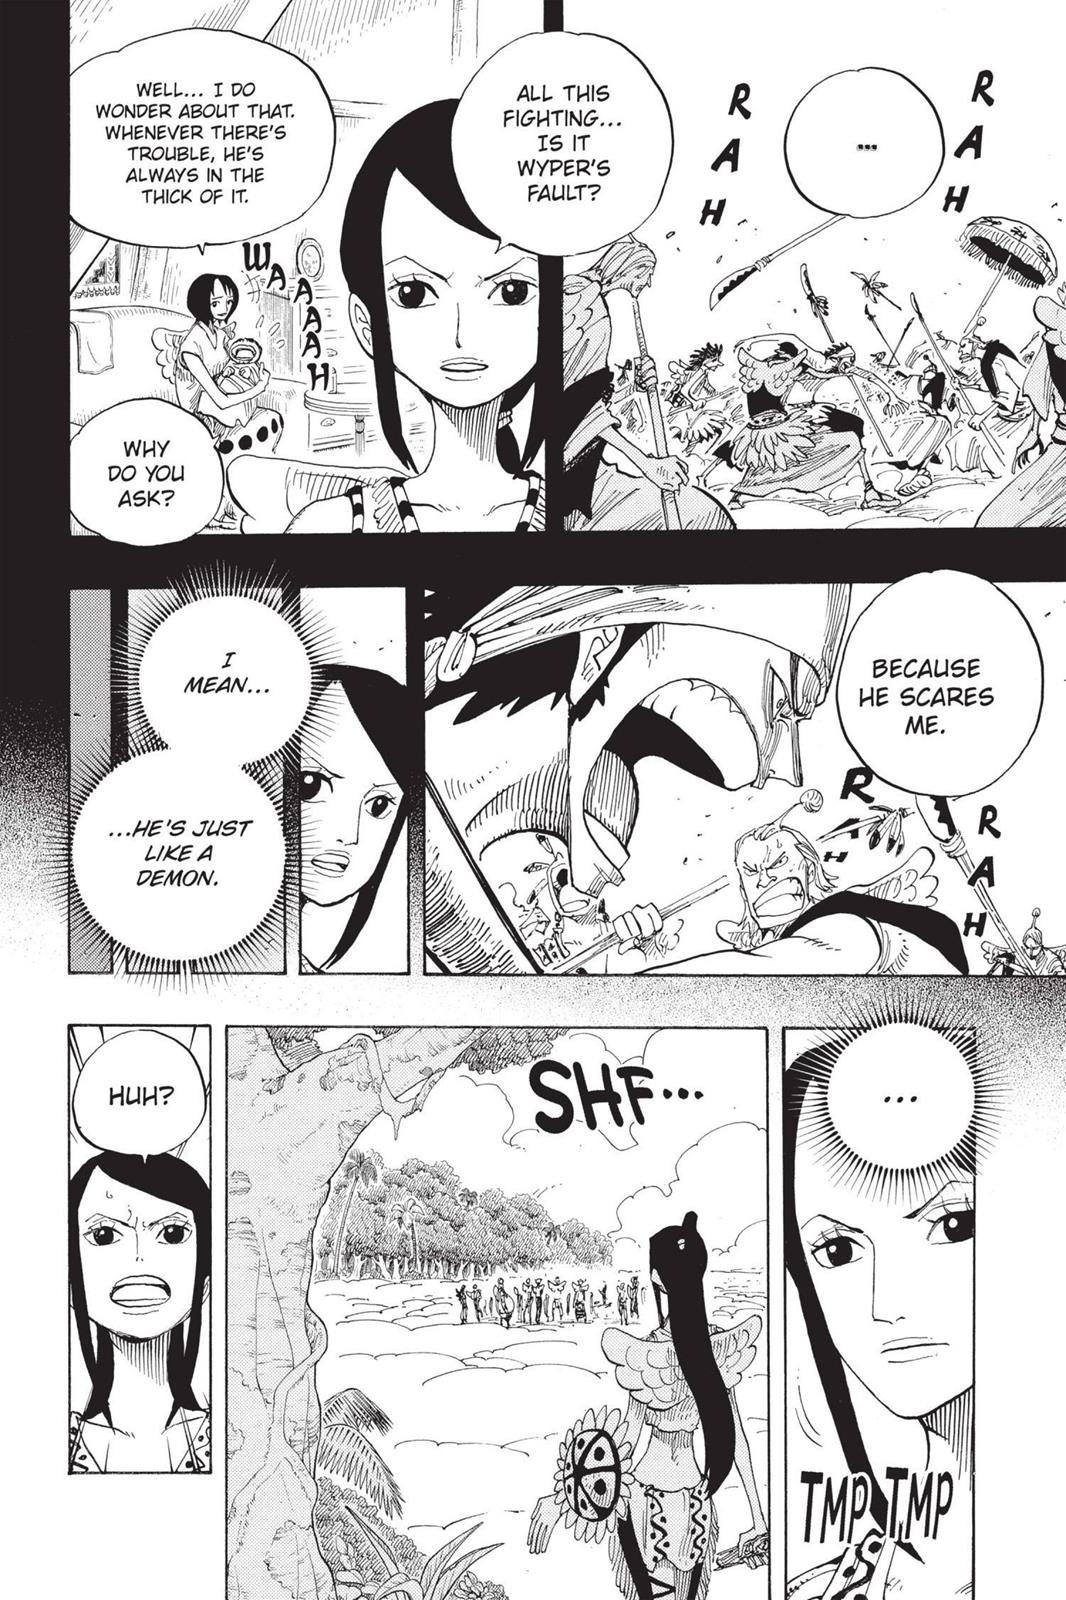 ...
RAH
RAH
ALL THIS
FIGHTING...
IS IT
WYPER'S
FAULT?
WELL... I DO
WONDER ABOUT THAT.
WHENEVER THERE'S
TROUBLE, HE'S
ALWAYS IN THE
THICK OF IT.
WAAAAAH
WHY
DO YOU
ASK?
BECAUSE
HE SCARES
ME.
RAH
RAH
I
MEAN...
...HE'S JUST
LIKE A
DEMON.
...
TMP TMP
SHF...
HUH?